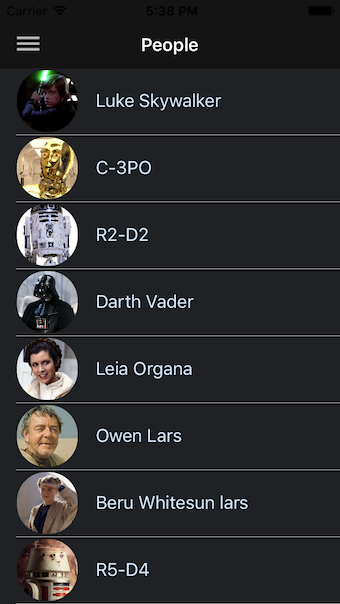 Carrier 5:38 PM
People
Luke Skywalker
C-3PO
R2-D2
Darth Vader
Leia Organa
Owen Lars
Beru Whitesun lars
R5-D4